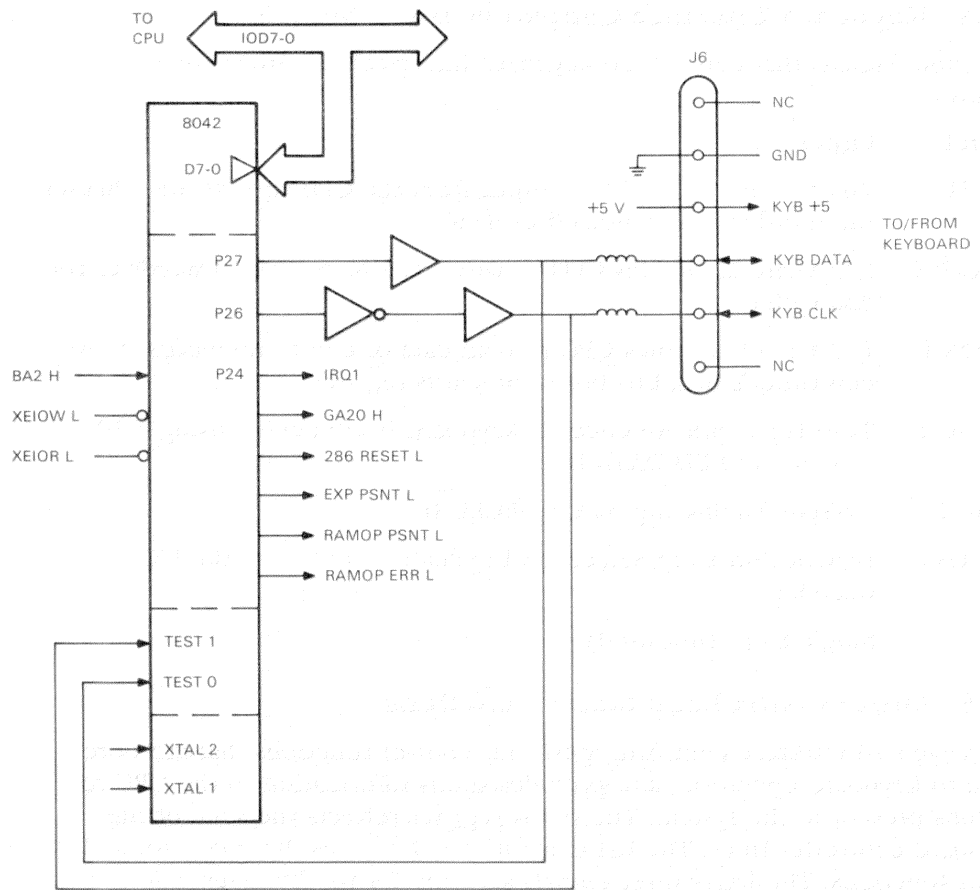 TO
CPU
IOD7-0
J6
8042
D7-0
NC
GND
+5 V
KYB +5
TO/FROM
KEYBOARD
P27
KYB DATA
P26
KYB CLK
BA2 H
P24
IRQ1
NC
XEIOW L
GA20 H
XEIOR L
286 RESET L
EXP PSNT L
RAMOP PSNT L
RAMOP ERR L
TEST 1
TEST 0
XTAL 2
XTAL 1